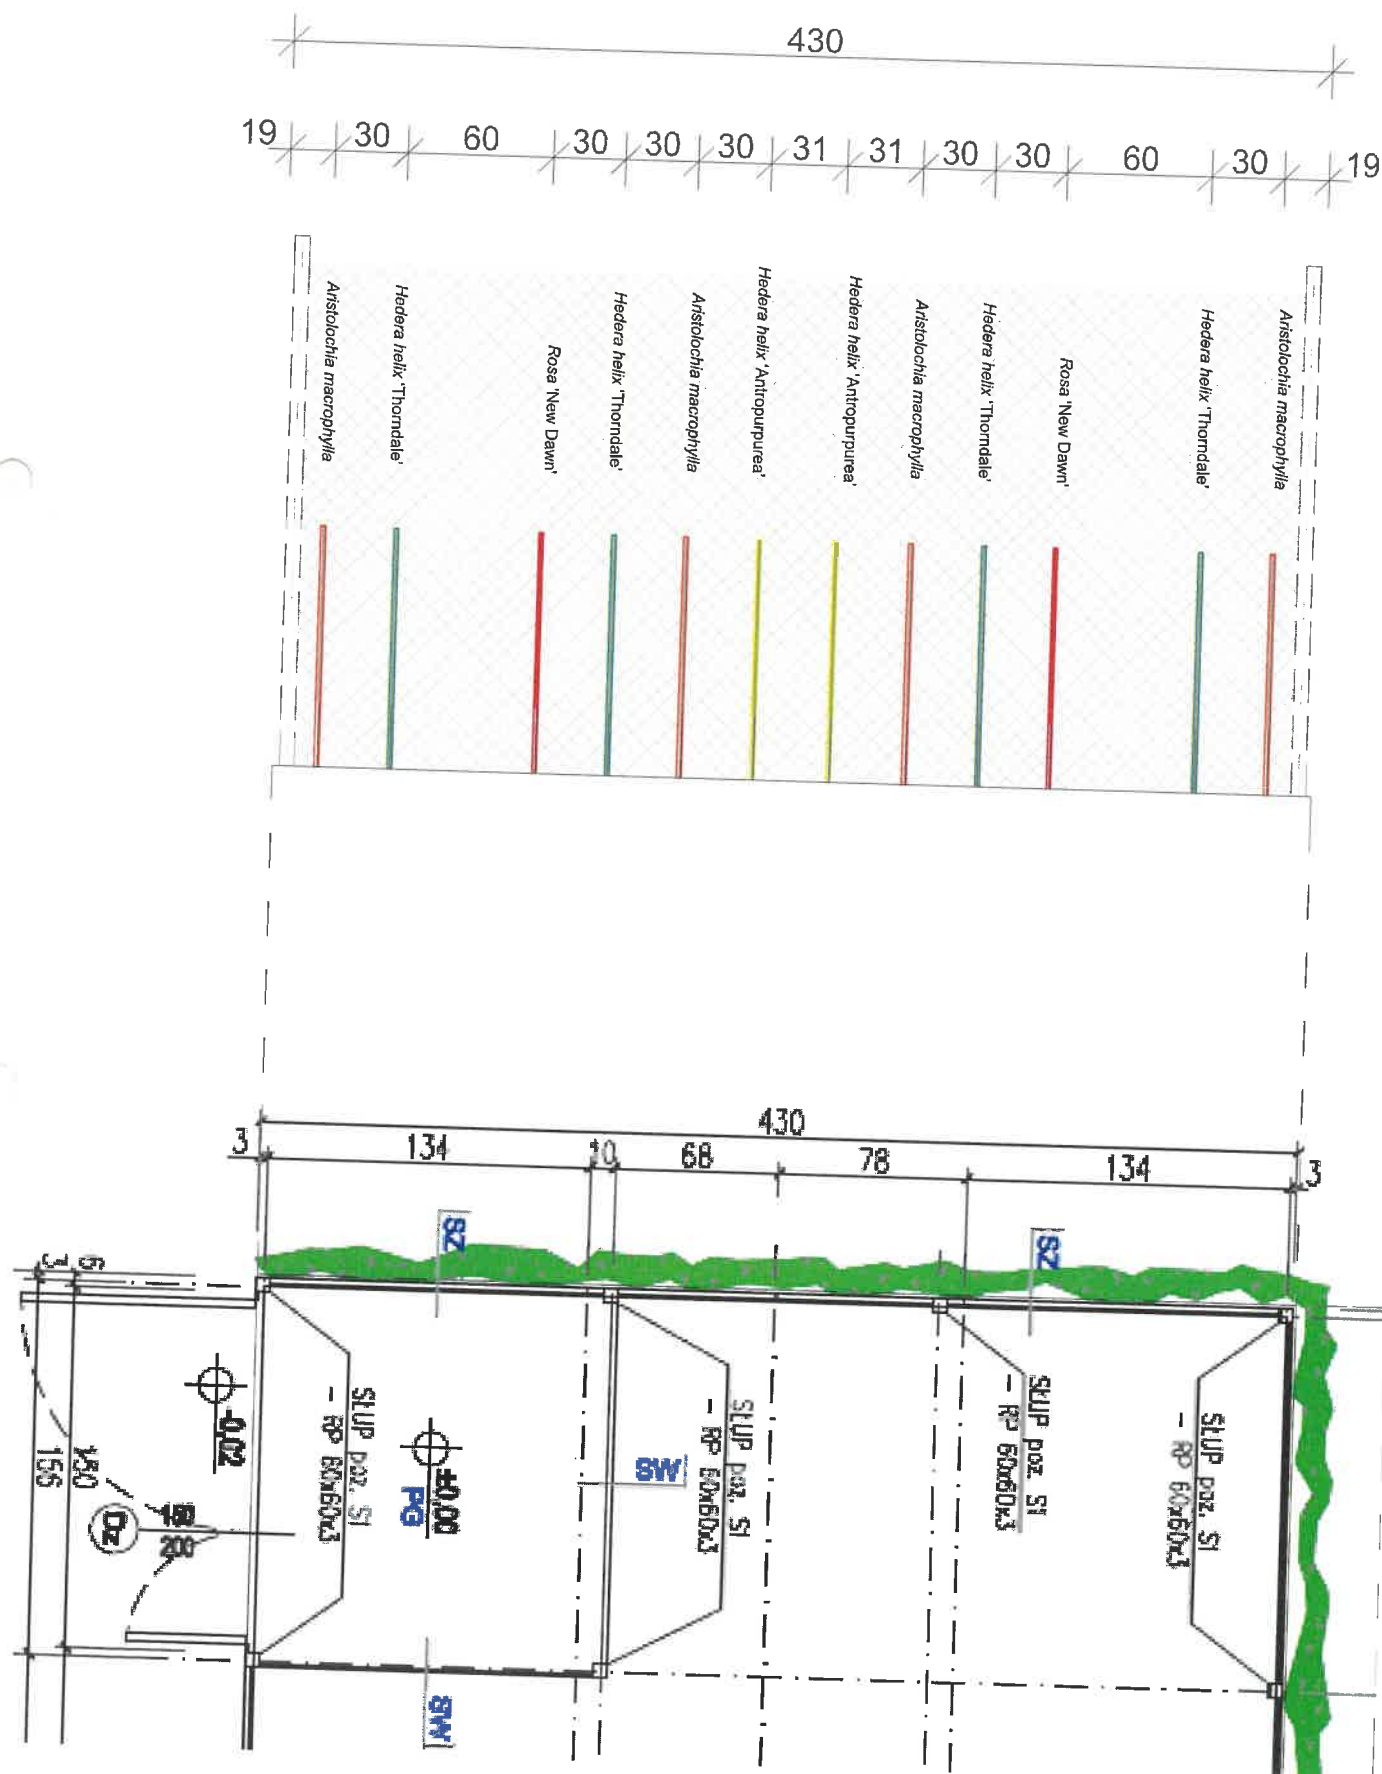 430
19 30 60 30 30 30 31 31 30 30 60 30 19
Aristolochia macrophylla
Hedera helix 'Thorndale'
Rosa 'New Dawn'
Hedera helix 'Thorndale'
Aristolochia macrophylla
Hedera helix 'Antropurpurea'
Hedera helix 'Antropurpurea'
Aristolochia macrophylla
Hedera helix 'Thorndale'
Rosa 'New Dawn'
Hedera helix 'Thorndale'
Aristolochia macrophylla
430
3 134 10 68 78 134 3
SZ
SZ
3 6
-0,02
156
150
Dz
200
SŁUP poz. S1
- RP 60x60x3
±0,00
PG
SW
SŁUP poz. S1
- RP 60x60x3
SW
SŁUP poz. S1
- RP 60x60x3
SŁUP poz. S1
- RP 60x60x3